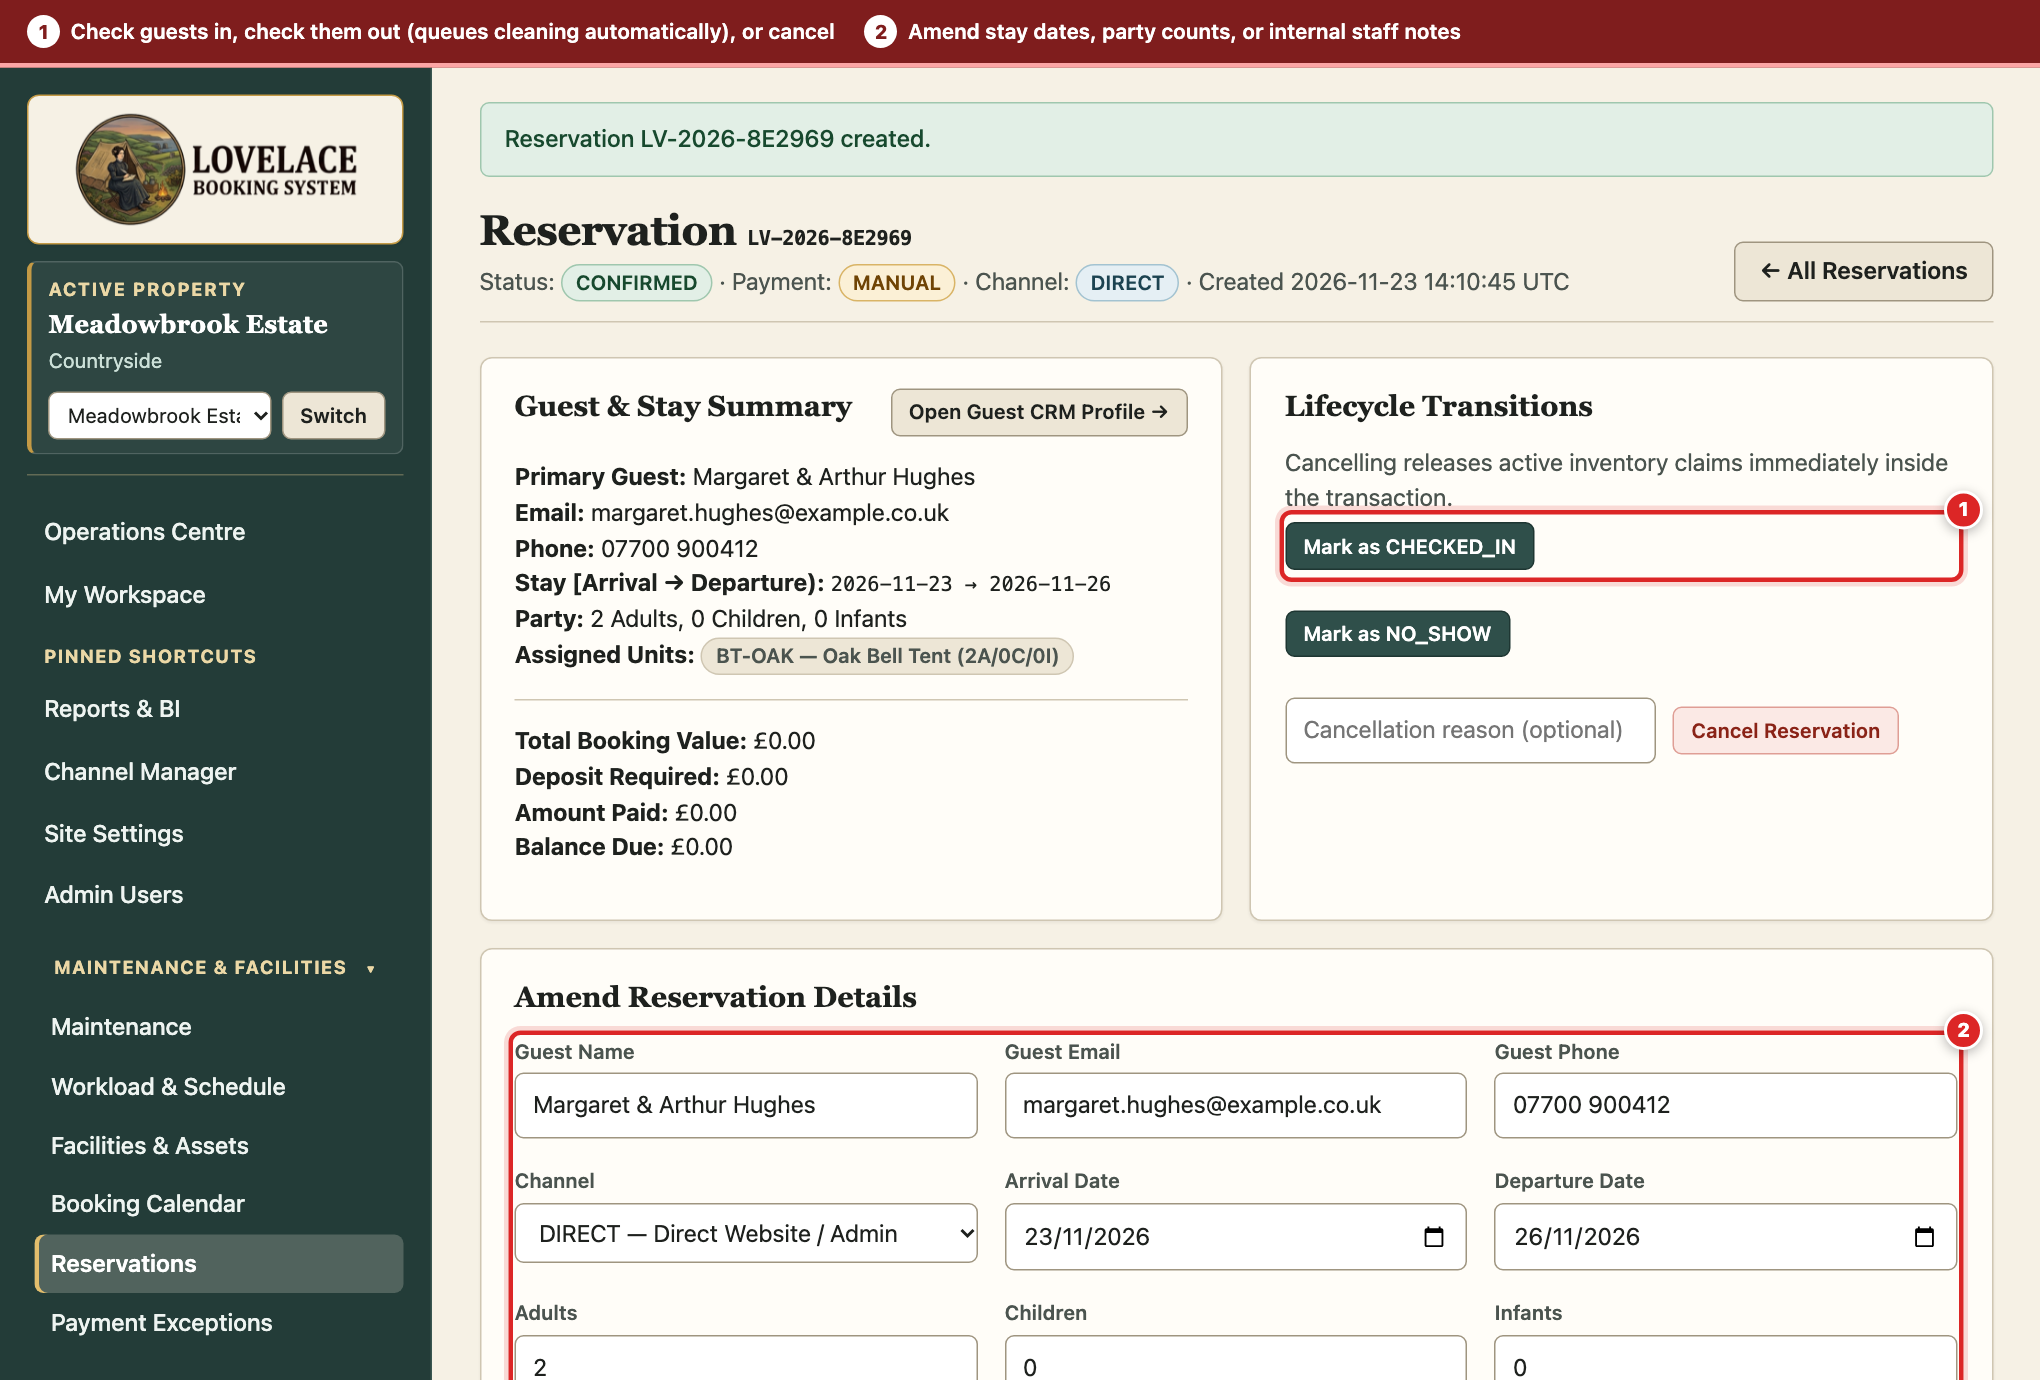 1 Check guests in, check them out (queues cleaning automatically), or cancel 2 Amend stay dates, party counts, or internal staff notes
LOVELACE
BOOKING SYSTEM
ACTIVE PROPERTY
Meadowbrook Estate
Countryside
Meadowbrook Esta Switch
Operations Centre
My Workspace
PINNED SHORTCUTS
Reports & BI
Channel Manager
Site Settings
Admin Users
MAINTENANCE & FACILITIES ▾
Maintenance
Workload & Schedule
Facilities & Assets
Booking Calendar
Reservations
Payment Exceptions
Reservation LV-2026-8E2969 created.
Reservation LV-2026-8E2969
Status: CONFIRMED · Payment: MANUAL · Channel: DIRECT · Created 2026-11-23 14:10:45 UTC
← All Reservations
Guest & Stay Summary
Open Guest CRM Profile →
Primary Guest: Margaret & Arthur Hughes
Email: margaret.hughes@example.co.uk
Phone: 07700 900412
Stay [Arrival → Departure): 2026-11-23 → 2026-11-26
Party: 2 Adults, 0 Children, 0 Infants
Assigned Units: BT-OAK — Oak Bell Tent (2A/0C/0I)
Total Booking Value: £0.00
Deposit Required: £0.00
Amount Paid: £0.00
Balance Due: £0.00
Lifecycle Transitions
Cancelling releases active inventory claims immediately inside
the transaction.
1
Mark as CHECKED_IN
Mark as NO_SHOW
Cancellation reason (optional) Cancel Reservation
Amend Reservation Details
2
Guest Name Guest Email Guest Phone
Margaret & Arthur Hughes margaret.hughes@example.co.uk 07700 900412
Channel Arrival Date Departure Date
DIRECT — Direct Website / Admin 23/11/2026 26/11/2026
Adults Children Infants
2 0 0